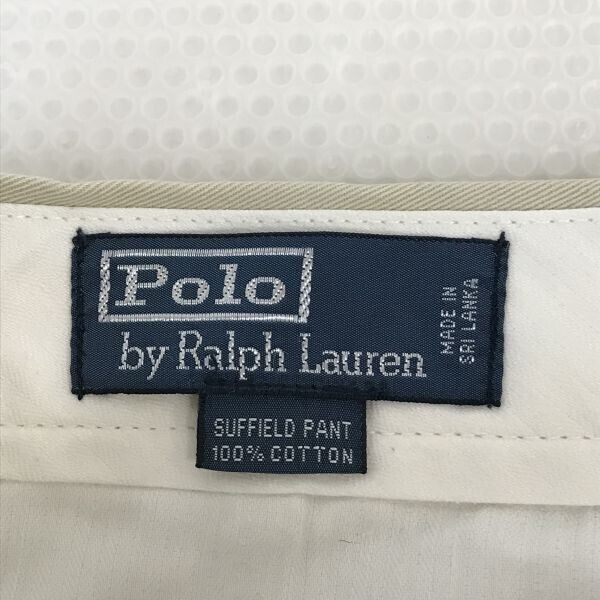 Polo
by Ralph Lauren
MADE IN
SRI LANKA
SUFFIELD PANT
100% COTTON